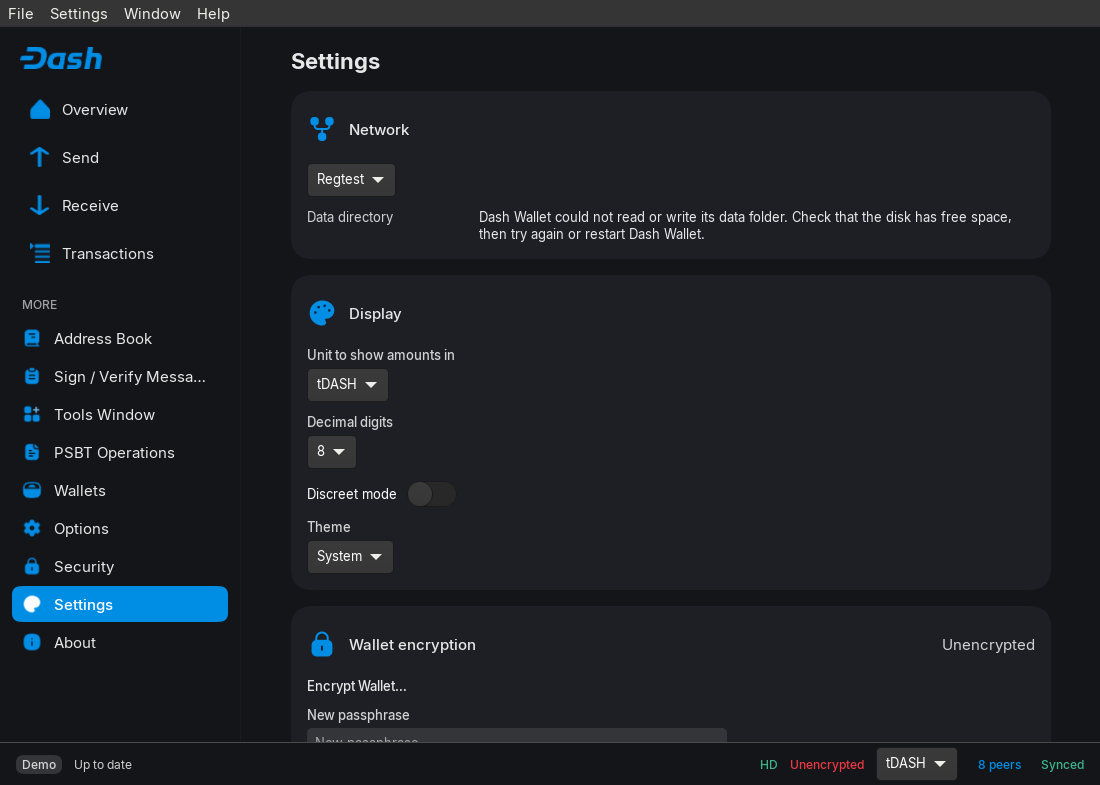 File Settings Window Help
Dash
Overview
Send
Receive
Transactions
MORE
Address Book
Sign / Verify Messa...
Tools Window
PSBT Operations
Wallets
Options
Security
Settings
About
Settings
Network
Regtest
Data directory
Dash Wallet could not read or write its data folder. Check that the disk has free space,
then try again or restart Dash Wallet.
Display
Unit to show amounts in
tDASH
Decimal digits
8
Discreet mode
Theme
System
Wallet encryption
Unencrypted
Encrypt Wallet...
New passphrase
New passphrase
Demo Up to date
HD Unencrypted tDASH 8 peers Synced